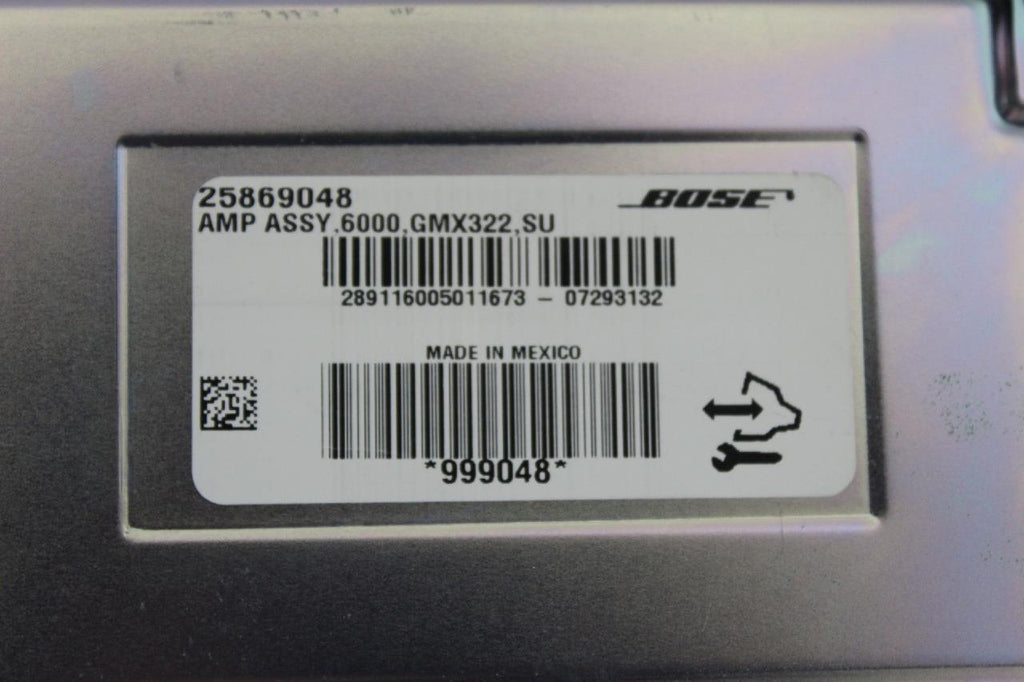 25869048
BOSE
AMP ASSY,6000,GMX322,SU
289116005011673 - 07293132
MADE IN MEXICO
*999048*